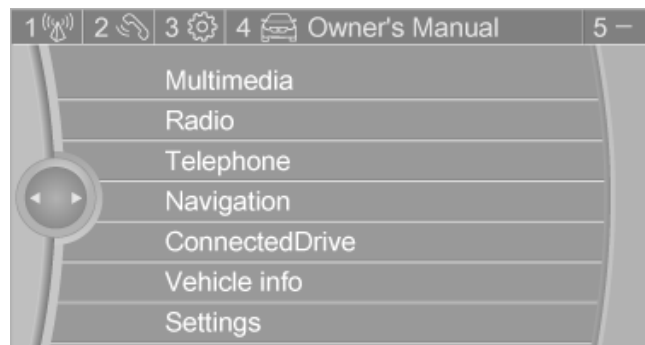 1 2 3 4 Owner's Manual 5 —
Multimedia
Radio
Telephone
Navigation
ConnectedDrive
Vehicle info
Settings